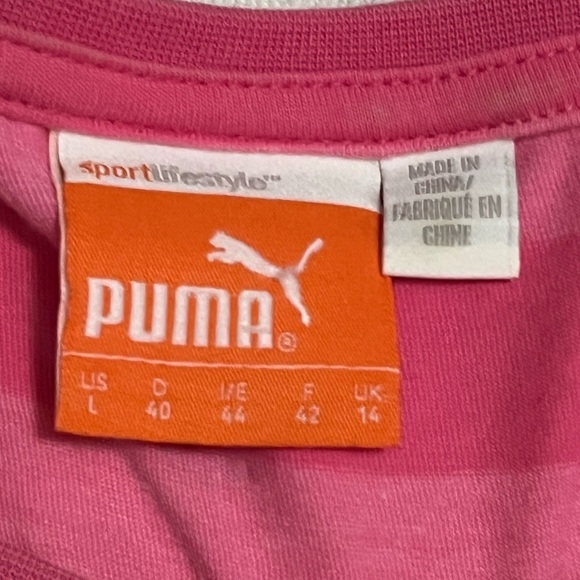 sportlifestyle™
PUMA®
US D I/E F UK
L 40 44 42 14
MADE IN
CHINA/
FABRIQUÉ EN
CHINE